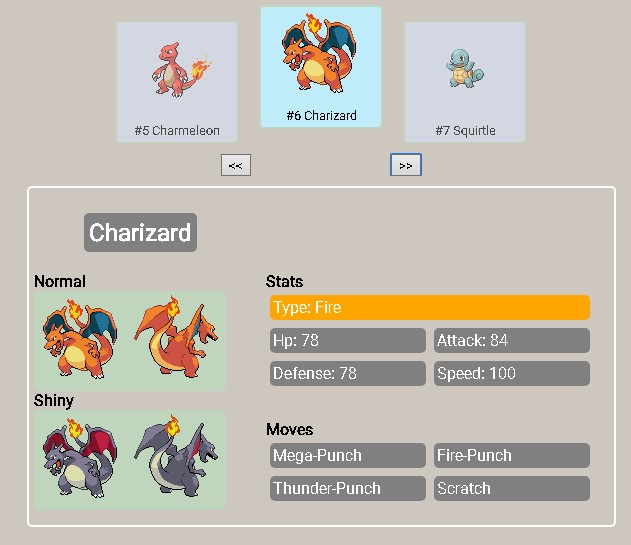 #5 Charmeleon
#6 Charizard
#7 Squirtle
<<
>>
Charizard
Normal
Shiny
Stats
Type: Fire
Hp: 78
Attack: 84
Defense: 78
Speed: 100
Moves
Mega-Punch
Fire-Punch
Thunder-Punch
Scratch